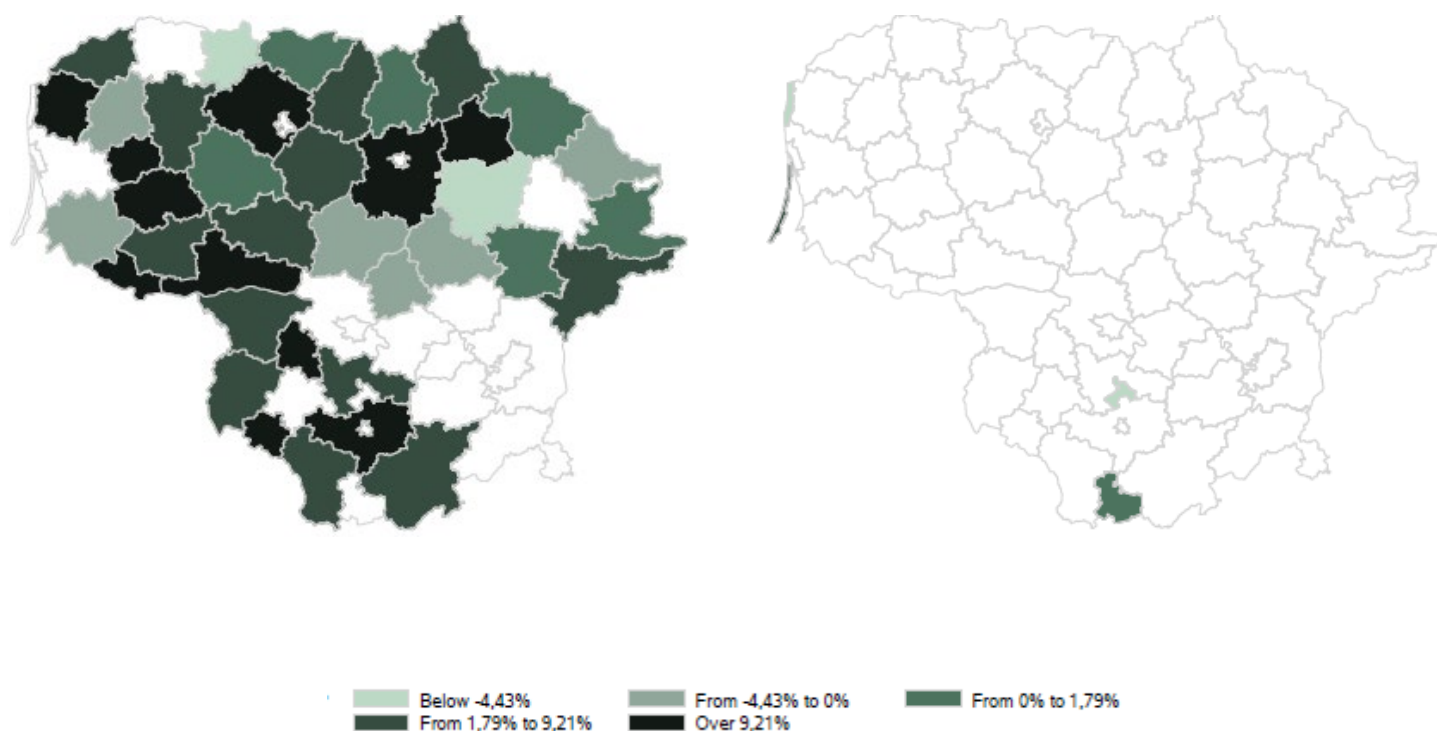 Below -4,43% From -4,43% to 0% From 0% to 1,79%
From 1,79% to 9,21% Over 9,21%